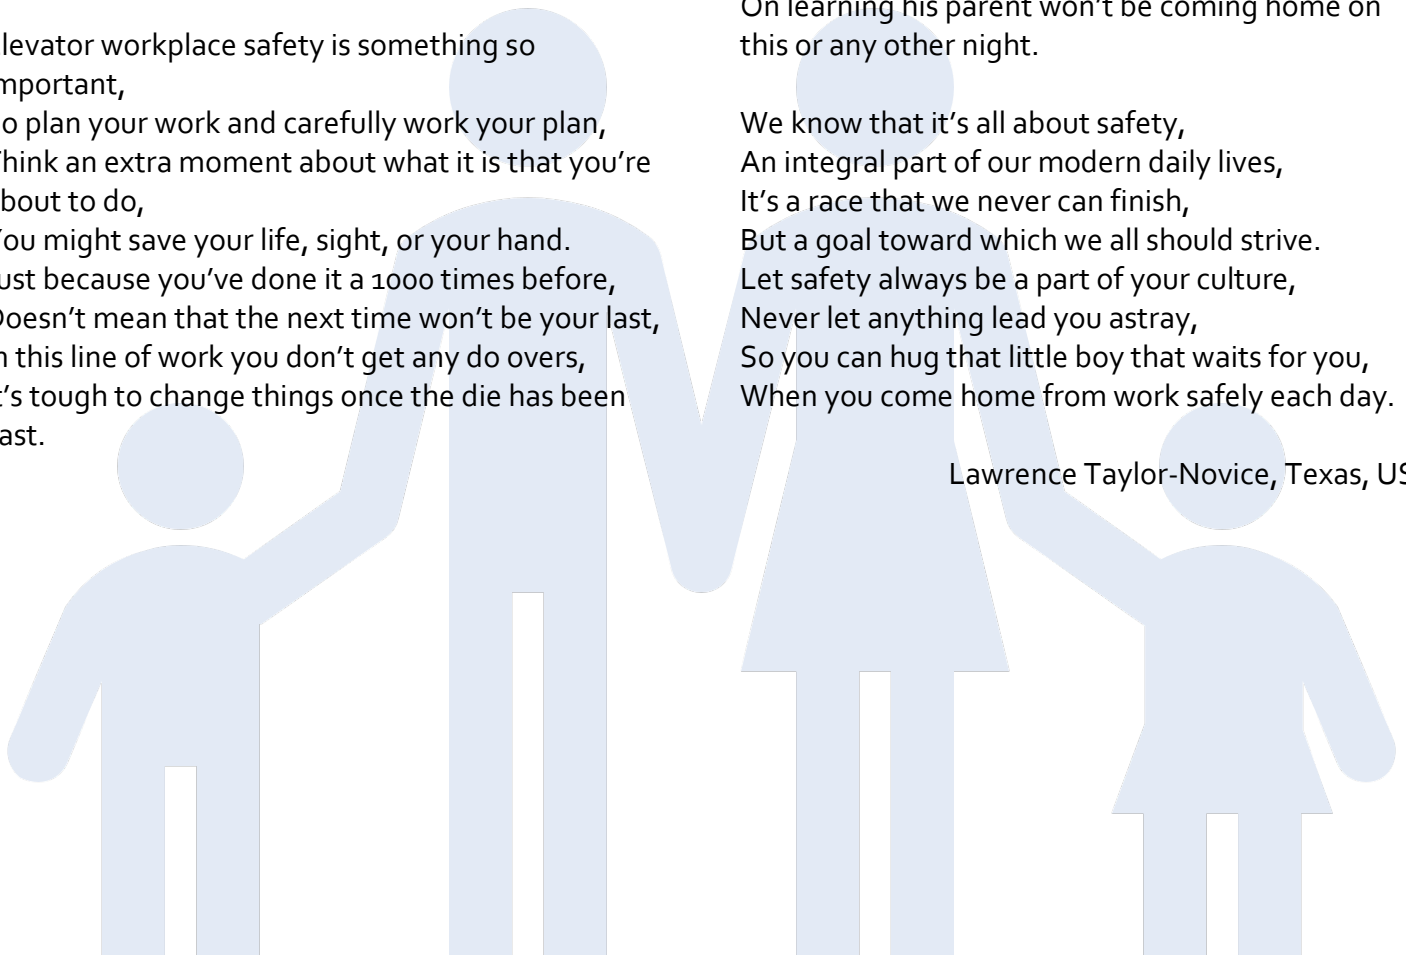 levator workplace safety is something so
mportant,
o plan your work and carefully work your plan,
Think an extra moment about what it is that you're
bout to do,
You might save your life, sight, or your hand.
ust because you've done it a 1000 times before,
Doesn't mean that the next time won't be your last,
n this line of work you don't get any do overs,
t's tough to change things once the die has been
ast.
On learning his parent won't be coming home on
this or any other night.
We know that it's all about safety,
An integral part of our modern daily lives,
It's a race that we never can finish,
But a goal toward which we all should strive.
Let safety always be a part of your culture,
Never let anything lead you astray,
So you can hug that little boy that waits for you,
When you come home from work safely each day.
Lawrence Taylor-Novice, Texas, US